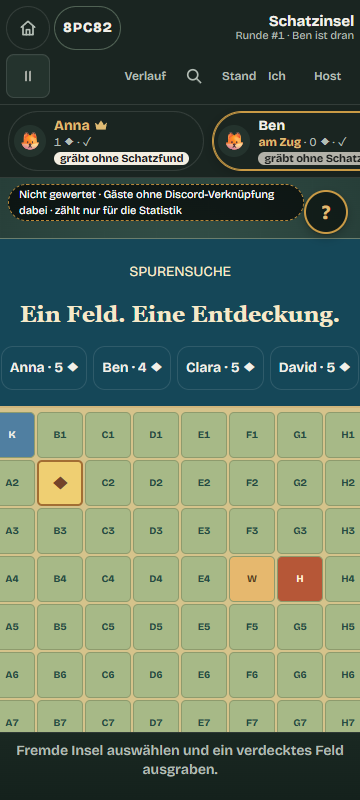 8PC82
Schatzinsel
Runde #1 · Ben ist dran
Verlauf
Stand
Ich
Host
Anna
1 ◆ · ✓
gräbt ohne Schatzfund
Ben
am Zug · 0 ◆ · ✓
gräbt ohne Schatz
Nicht gewertet · Gäste ohne Discord-Verknüpfung
dabei · zählt nur für die Statistik
?
SPURENSUCHE
Ein Feld. Eine Entdeckung.
Anna · 5 ◆
Ben · 4 ◆
Clara · 5 ◆
David · 5 ◆
K B1 C1 D1 E1 F1 G1 H1
A2 ◆ C2 D2 E2 F2 G2 H2
A3 B3 C3 D3 E3 F3 G3 H3
A4 B4 C4 D4 E4 W H H4
A5 B5 C5 D5 E5 F5 G5 H5
A6 B6 C6 D6 E6 F6 G6 H6
A7 B7 C7 D7 E7 F7 G7 H7
Fremde Insel auswählen und ein verdecktes Feld
ausgraben.